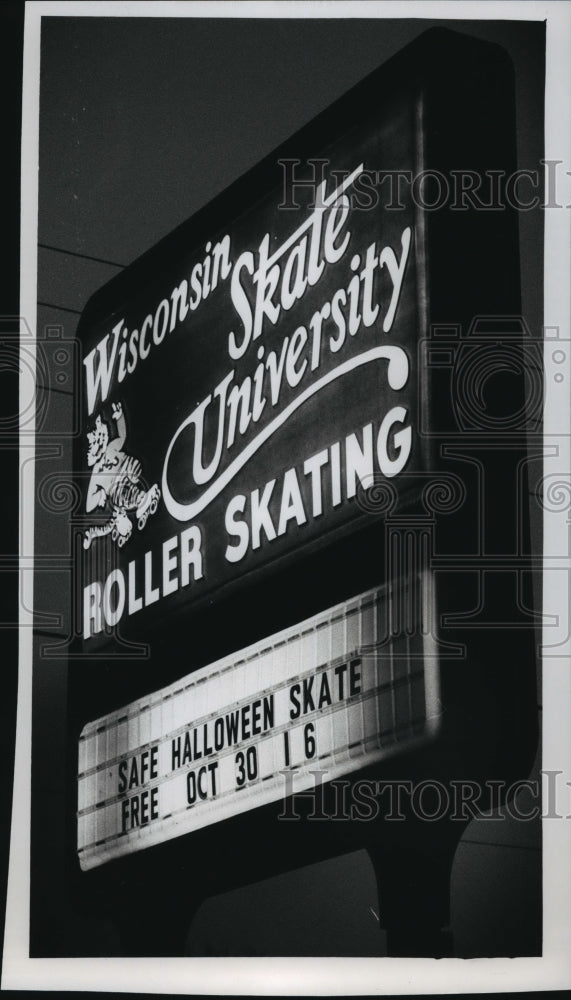 Historic
Wisconsin
Skate
University
ROLLER SKATING
SAFE HALLOWEEN SKATE
FREE OCT 30 1 6
Historic